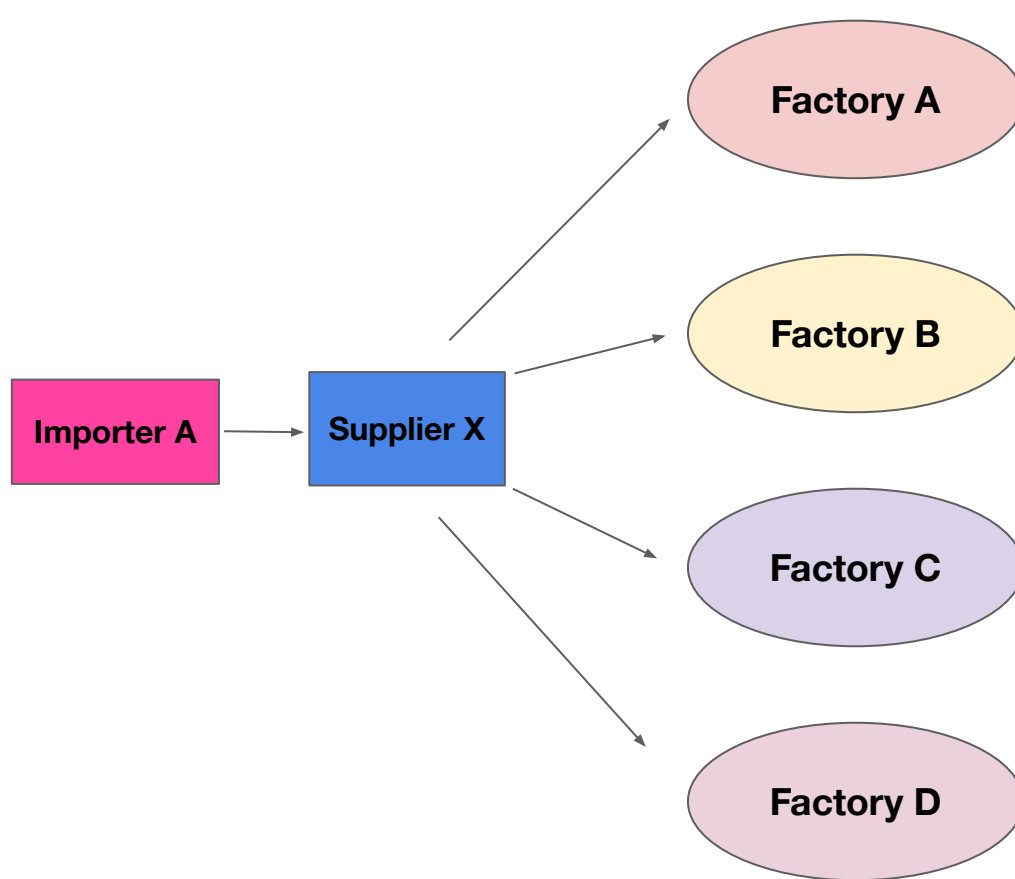 Factory A
Factory B
Importer A
Supplier X
Factory C
Factory D